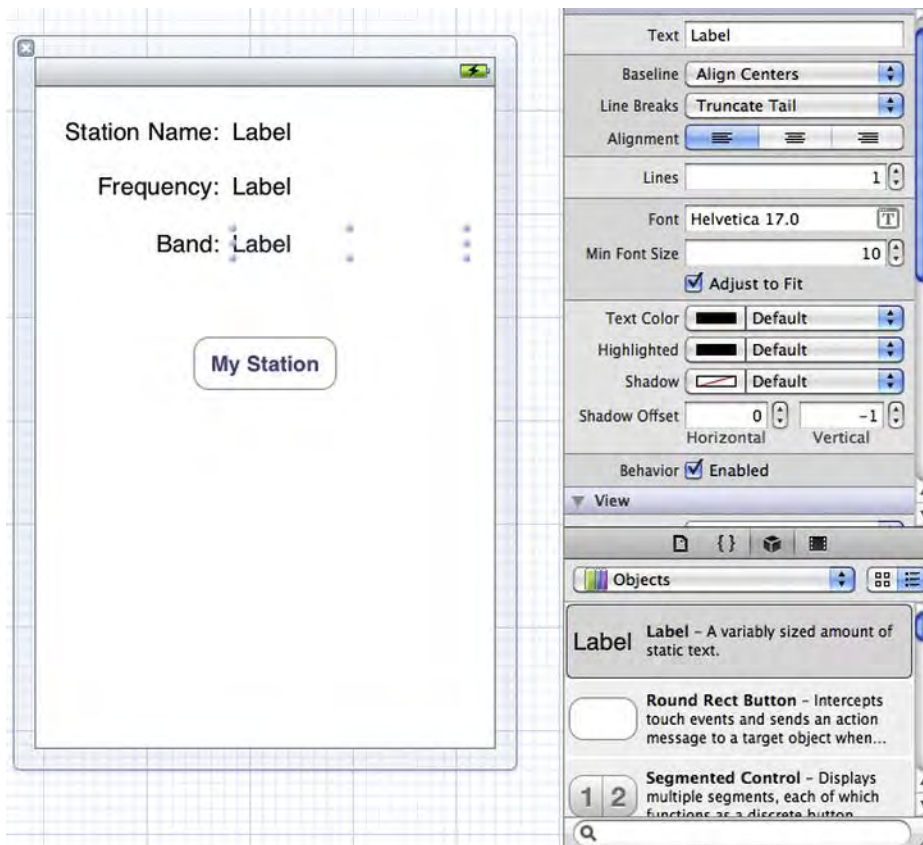 Station Name: Label
Frequency: Label
Band: Label
My Station
Text Label
Baseline Align Centers
Line Breaks Truncate Tail
Alignment
Lines 1
Font Helvetica 17.0 T
Min Font Size 10
Adjust to Fit
Text Color Default
Highlighted Default
Shadow Default
Shadow Offset 0 -1
Horizontal Vertical
Behavior Enabled
View
{}
Objects
Label
Label – A variably sized amount of
static text.
Round Rect Button – Intercepts
touch events and sends an action
message to a target object when...
1 2
Segmented Control – Displays
multiple segments, each of which
functions as a discrete button